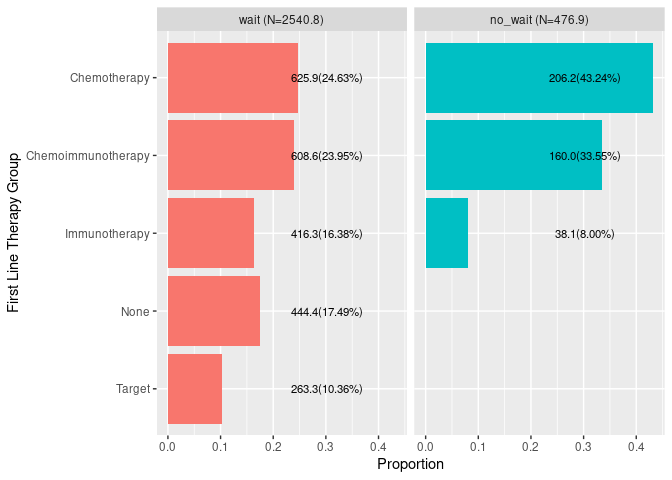 wait (N=2540.8)
no_wait (N=476.9)
First Line Therapy Group
Chemotherapy
625.9(24.63%)
206.2(43.24%)
Chemoimmunotherapy
608.6(23.95%)
160.0(33.55%)
Immunotherapy
416.3(16.38%)
38.1(8.00%)
None
444.4(17.49%)
Target
263.3(10.36%)
0.0 0.1 0.2 0.3 0.4
0.0 0.1 0.2 0.3 0.4
Proportion